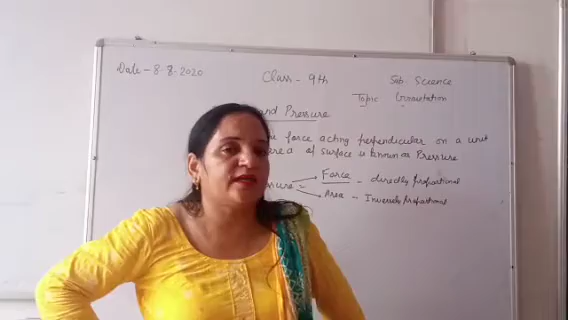 Date - 8-8-2020
Class - 9th
Sub Science
Topic Gravitation
and Pressure
force acting perpendicular on a unit
area of surface is known as Pressure
Force - directly proportional
Area - Inversely Proportional